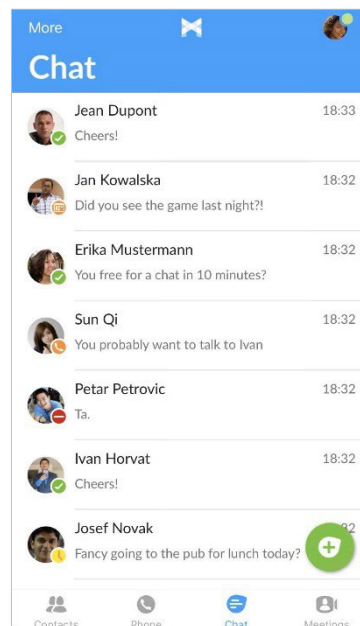 More
Chat
Jean Dupont 18:33
Cheers!
Jan Kowalska 18:32
Did you see the game last night?!
Erika Mustermann 18:32
You free for a chat in 10 minutes?
Sun Qi 18:32
You probably want to talk to Ivan
Petar Petrovic 18:32
Ta.
Ivan Horvat 18:32
Cheers!
Josef Novak
Fancy going to the pub for lunch today?
Contacts Phone Chat Meetings